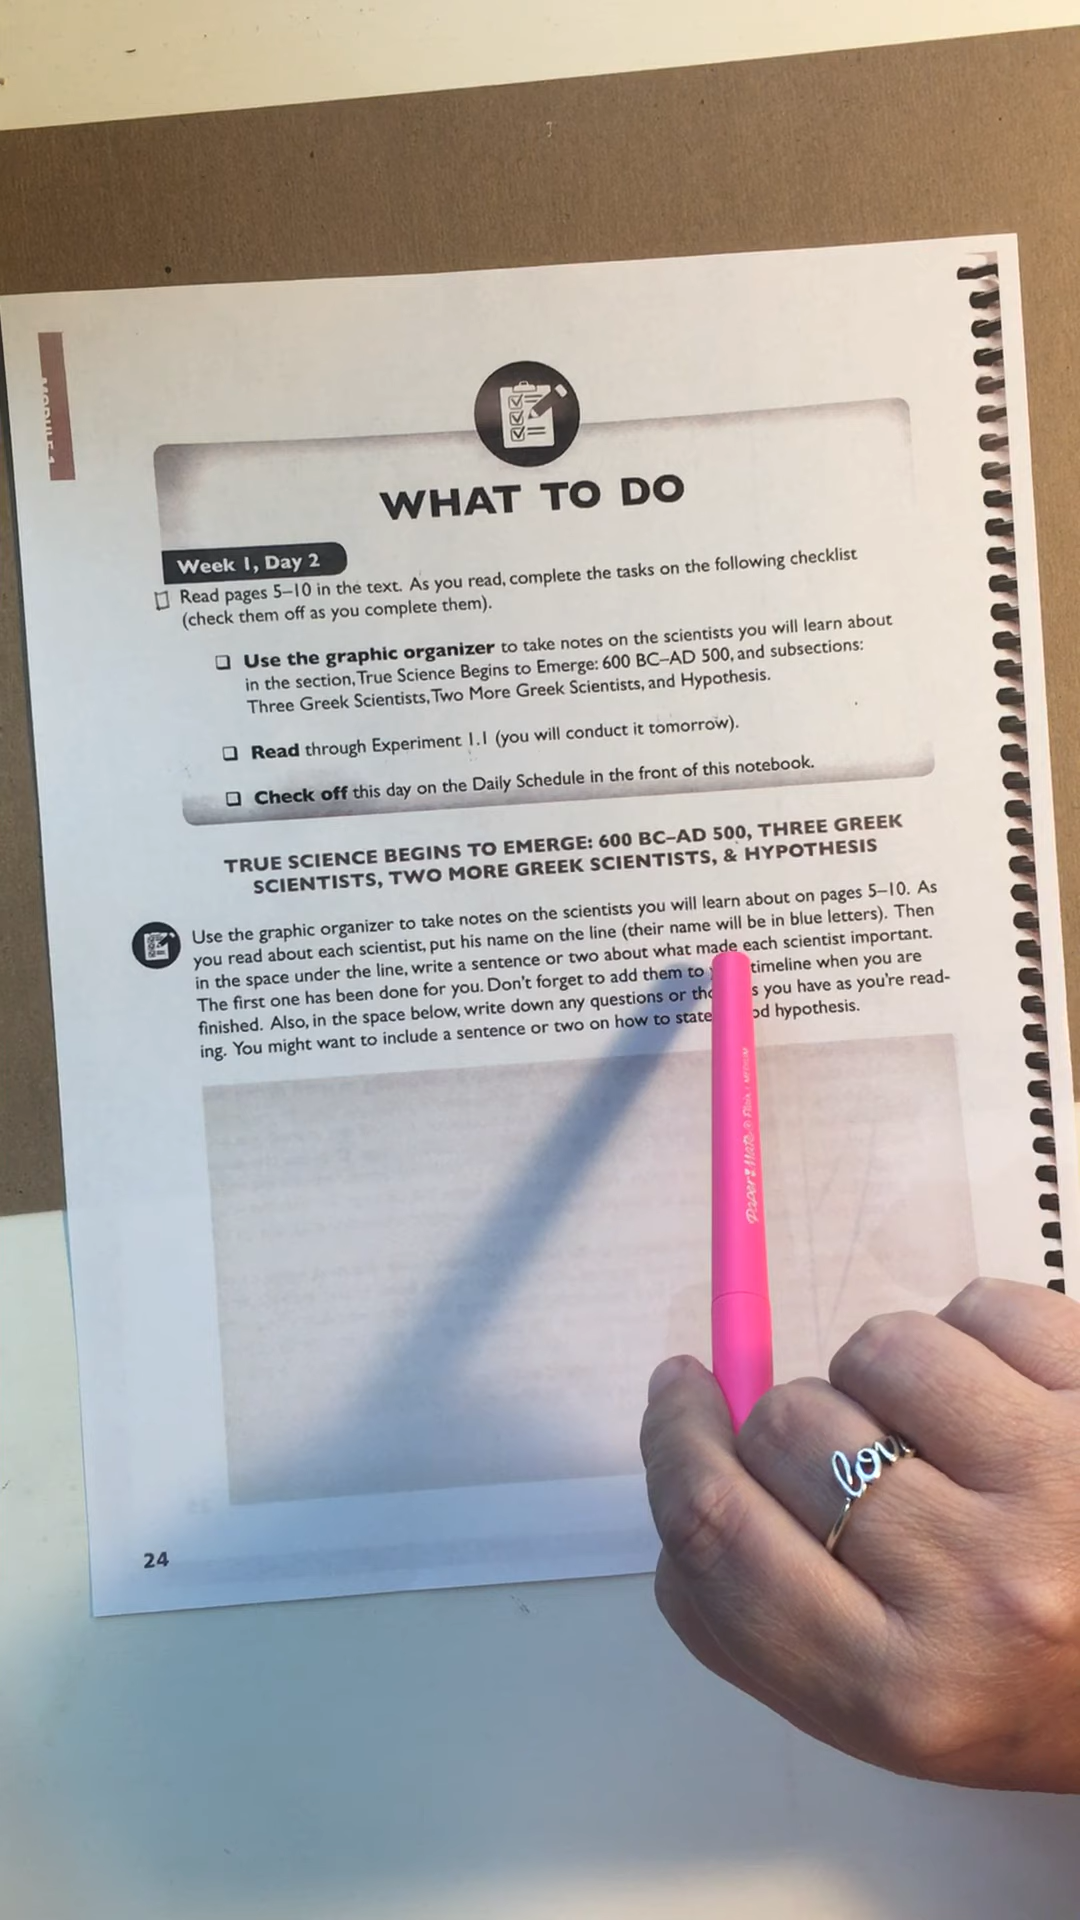 MODULE 1
WHAT TO DO
Week 1, Day 2
Read pages 5–10 in the text. As you read, complete the tasks on the following checklist
(check them off as you complete them).
Use the graphic organizer to take notes on the scientists you will learn about
in the section, True Science Begins to Emerge: 600 BC–AD 500, and subsections:
Three Greek Scientists, Two More Greek Scientists, and Hypothesis.
Read through Experiment 1.1 (you will conduct it tomorrow).
Check off this day on the Daily Schedule in the front of this notebook.
TRUE SCIENCE BEGINS TO EMERGE: 600 BC–AD 500, THREE GREEK
SCIENTISTS, TWO MORE GREEK SCIENTISTS, & HYPOTHESIS
Use the graphic organizer to take notes on the scientists you will learn about on pages 5–10. As
you read about each scientist, put his name on the line (their name will be in blue letters). Then
in the space under the line, write a sentence or two about what made each scientist important.
The first one has been done for you. Don't forget to add them to timeline when you are
finished. Also, in the space below, write down any questions or you have as you're read-
ing. You might want to include a sentence or two on how to state hypothesis.
Paper Mate® Flair · MEDIUM
love
24